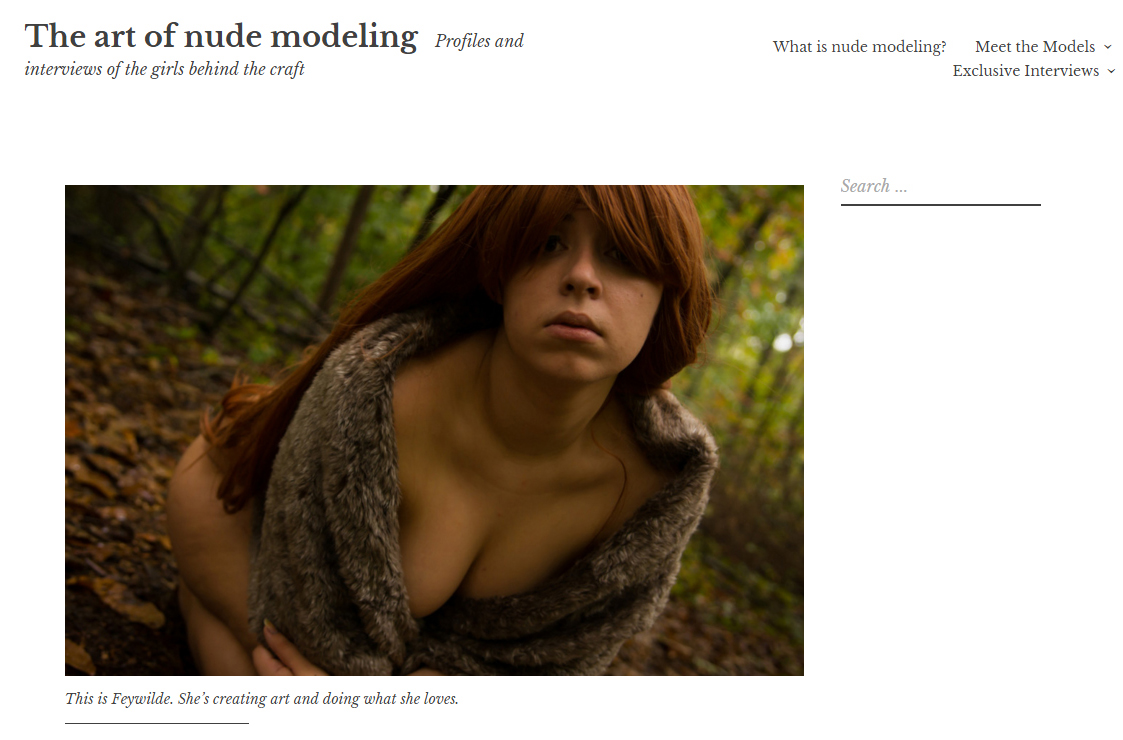 The art of nude modeling Profiles and
interviews of the girls behind the craft
What is nude modeling? Meet the Models
Exclusive Interviews
Search ...
This is Feywilde. She's creating art and doing what she loves.